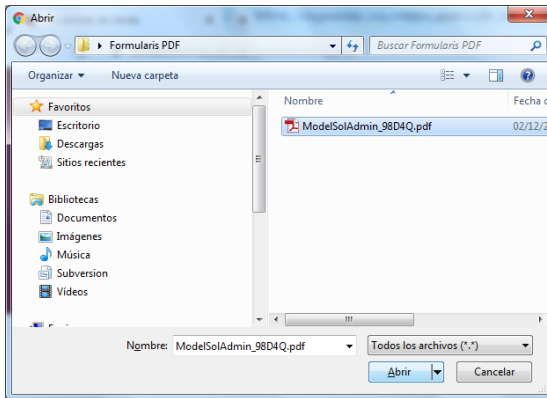 Abrir
Formularis PDF
Buscar Formularis PDF
Organizar
Nueva carpeta
Favoritos
Escritorio
Descargas
Sitios recientes
Bibliotecas
Documentos
Imágenes
Música
Subversion
Vídeos
Nombre
Fecha
ModelSolAdmin_98D4Q.pdf
02/12/2
Nombre:
ModelSolAdmin_98D4Q.pdf
Todos los archivos (*.*)
Abrir
Cancelar